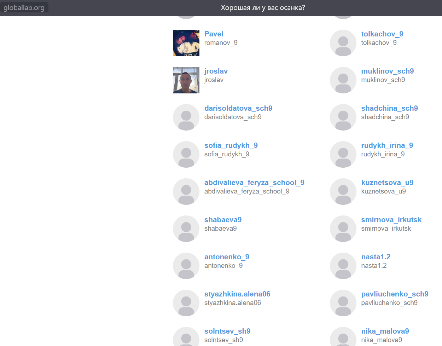 globallab.org
Хорошая ли у вас осанка?
Pavel
romanov_9
tolkachov_9
tolkachov_9
jroslav
jroslav
muklinov_sch9
muklinov_sch9
darisoldatova_sch9
darisoldatova_sch9
shadchina_sch9
shadchina_sch9
sofia_rudykh_9
sofia_rudykh_9
rudykh_irina_9
rudykh_irina_9
abdivalieva_feryza_school_9
abdivalieva_feryza_school_9
kuznetsova_u9
kuznetsova_u9
shabaeva9
shabaeva9
smirnova_irkutsk
smirnova_irkutsk
antonenko_9
antonenko_9
nasta1.2
nasta1.2
styazhkina.alena06
styazhkina.alena06
pavliuchenko_sch9
pavliuchenko_sch9
solntsev_sh9
solntsev_sh9
nika_malova9
nika_malova9